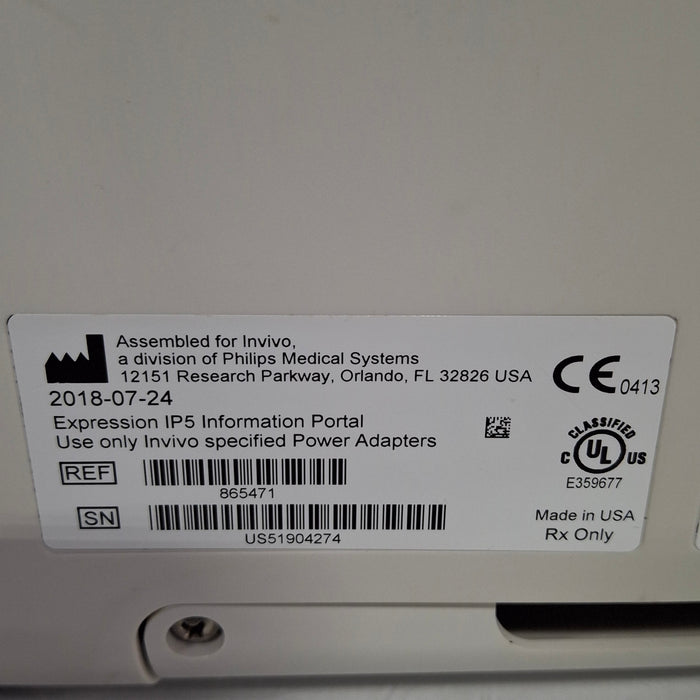 Assembled for Invivo,
a division of Philips Medical Systems
12151 Research Parkway, Orlando, FL 32826 USA
2018-07-24
CE 0413
Expression IP5 Information Portal
Use only Invivo specified Power Adapters
CLASSIFIED
C UL US
E359677
REF
865471
SN
US51904274
Made in USA
Rx Only